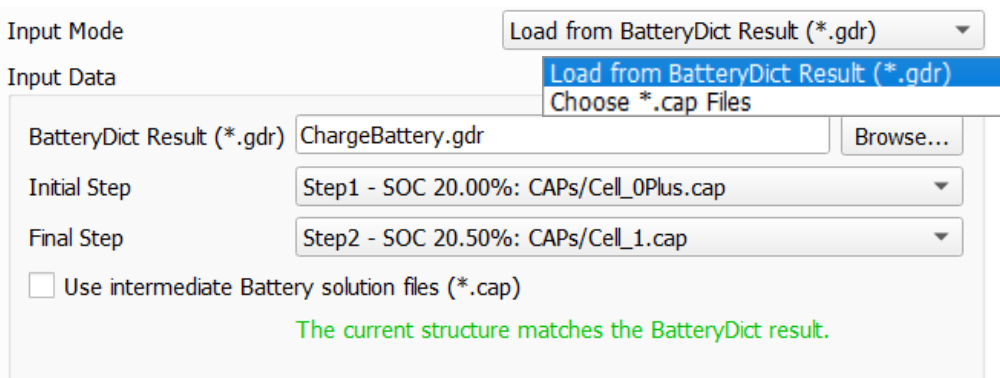 Input Mode Load from BatteryDict Result (*.gdr)
Input Data
Load from BatteryDict Result (*.gdr)
Choose *.cap Files
BatteryDict Result (*.gdr) ChargeBattery.gdr Browse...
Initial Step Step1 - SOC 20.00%: CAPs/Cell_0Plus.cap
Final Step Step2 - SOC 20.50%: CAPs/Cell_1.cap
Use intermediate Battery solution files (*.cap)
The current structure matches the BatteryDict result.